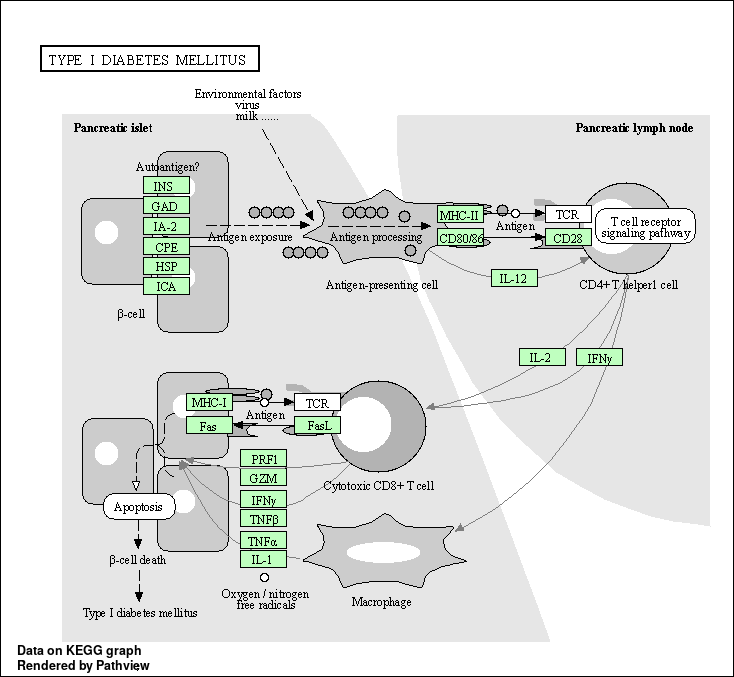 TYPE I DIABETES MELLITUS
Environmental factors
virus
milk ......
Pancreatic islet
Pancreatic lymph node
Autoantigen?
INS
GAD
IA-2
CPE
HSP
ICA
β-cell
Antigen exposure
Antigen processing
Antigen-presenting cell
MHC-II
CD80/86
Antigen
TCR
CD28
T cell receptor
signaling pathway
IL-12
CD4+ T helper1 cell
IL-2
IFNγ
MHC-I
Fas
Antigen
TCR
FasL
Cytotoxic CD8+ T cell
PRF1
GZM
IFNγ
TNFβ
TNFα
IL-1
Oxygen / nitrogen
free radicals
Macrophage
Apoptosis
β-cell death
Type I diabetes mellitus
Data on KEGG graph
Rendered by Pathview